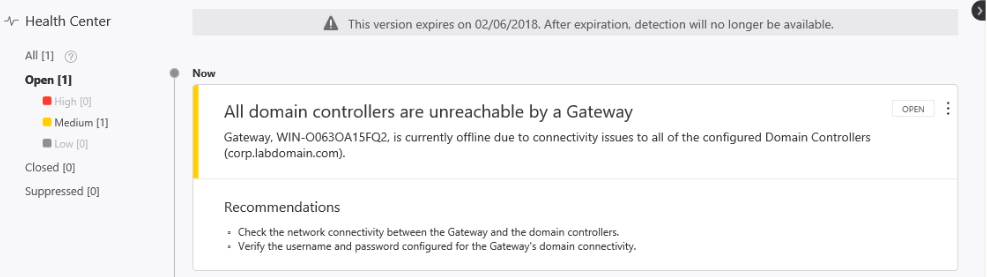 Health Center
This version expires on 02/06/2018. After expiration, detection will no longer be available.
All [1] ?
Open [1]
High [0]
Medium [1]
Low [0]
Closed [0]
Suppressed [0]
Now
All domain controllers are unreachable by a Gateway
OPEN
Gateway, WIN-O063OA15FQ2, is currently offline due to connectivity issues to all of the configured Domain Controllers
(corp.labdomain.com).
Recommendations
Check the network connectivity between the Gateway and the domain controllers.
Verify the username and password configured for the Gateway's domain connectivity.